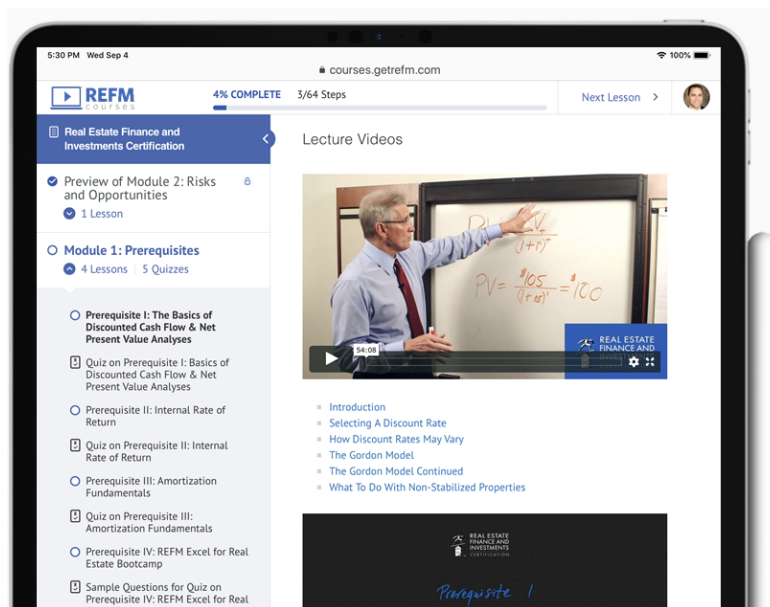 5:30 PM Wed Sep 4
100%
courses.getrefm.com
REFM
courses
4% COMPLETE 3/64 Steps
Next Lesson
Real Estate Finance and
Investments Certification
Preview of Module 2: Risks
and Opportunities
1 Lesson
Module 1: Prerequisites
4 Lessons | 5 Quizzes
Prerequisite I: The Basics of
Discounted Cash Flow & Net
Present Value Analyses
Quiz on Prerequisite I: Basics of
Discounted Cash Flow & Net
Present Value Analyses
Prerequisite II: Internal Rate of
Return
Quiz on Prerequisite II: Internal
Rate of Return
Prerequisite III: Amortization
Fundamentals
Quiz on Prerequisite III:
Amortization Fundamentals
Prerequisite IV: REFM Excel for Real
Estate Bootcamp
Sample Questions for Quiz on
Prerequisite IV: REFM Excel for Real
Lecture Videos
(1+r)
PV = $105 = $100
54:08
REAL ESTATE
FINANCE AND
Introduction
Selecting A Discount Rate
How Discount Rates May Vary
The Gordon Model
The Gordon Model Continued
What To Do With Non-Stabilized Properties
REAL ESTATE
FINANCE AND
INVESTMENTS
CERTIFICATION
Prerequisite 1